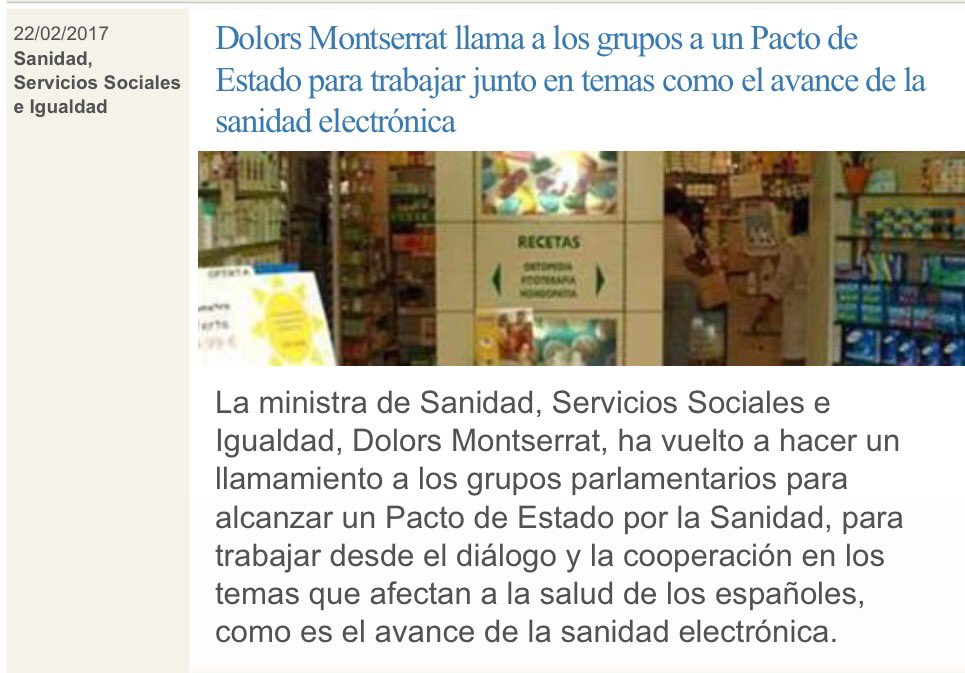 22/02/2017
Sanidad,
Servicios Sociales
e Igualdad
Dolors Montserrat llama a los grupos a un Pacto de
Estado para trabajar junto en temas como el avance de la
sanidad electrónica
RECETAS
ORTOPEDIA
FITOTERAPIA
HOMEOPATIA
OFERTA
La ministra de Sanidad, Servicios Sociales e
Igualdad, Dolors Montserrat, ha vuelto a hacer un
llamamiento a los grupos parlamentarios para
alcanzar un Pacto de Estado por la Sanidad, para
trabajar desde el diálogo y la cooperación en los
temas que afectan a la salud de los españoles,
como es el avance de la sanidad electrónica.